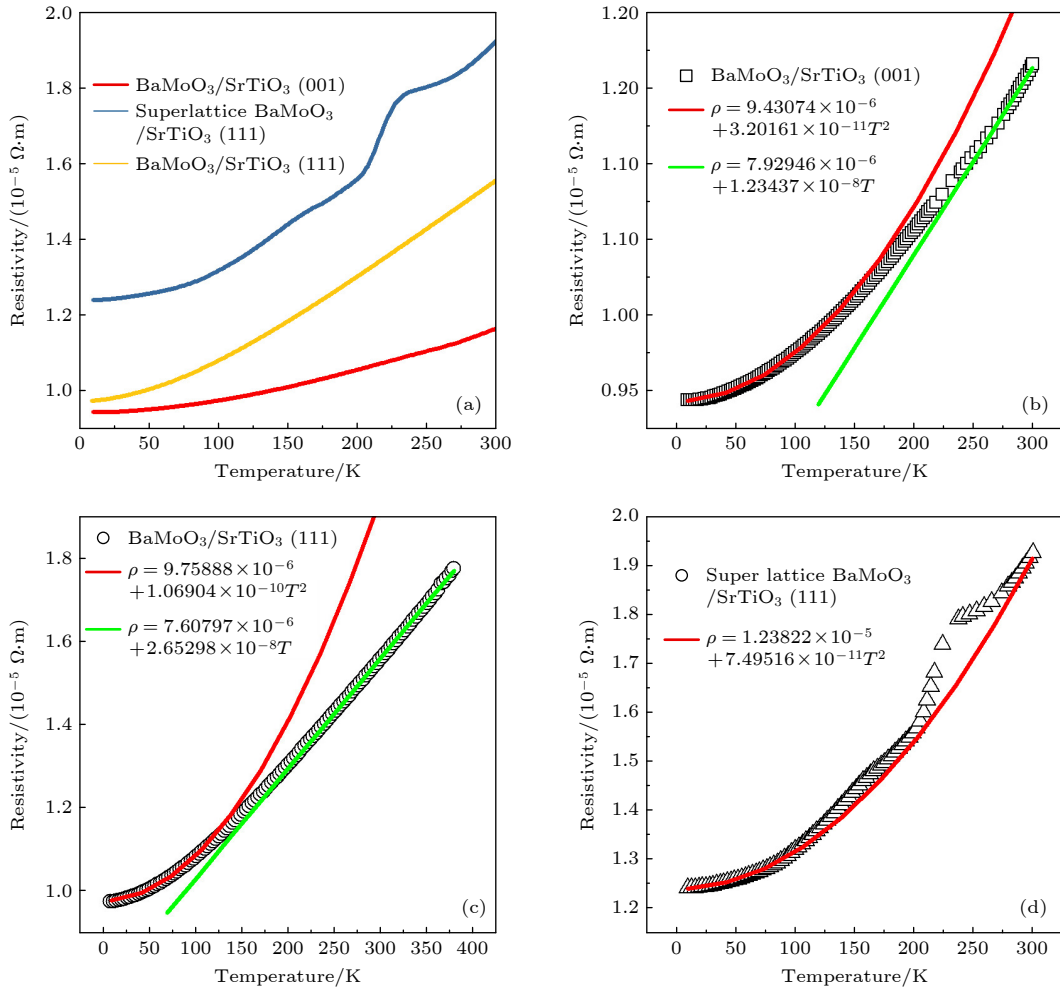 2.0
1.8
1.6
1.4
1.2
1.0
Resistivity/(10⁻⁵ Ω·m)
BaMoO₃/SrTiO₃ (001)
Superlattice BaMoO₃
/SrTiO₃ (111)
BaMoO₃/SrTiO₃ (111)
(a)
0 50 100 150 200 250 300
Temperature/K
1.20
1.20
1.10
1.10
1.00
0.95
Resistivity/(10⁻⁵ Ω·m)
BaMoO₃/SrTiO₃ (001)
ρ = 9.43074×10⁻⁶
+3.20161×10⁻¹¹T²
ρ = 7.92946×10⁻⁶
+1.23437×10⁻⁸T
(b)
0 50 100 150 200 250 300
Temperature/K
1.8
1.6
1.4
1.2
1.0
Resistivity/(10⁻⁵ Ω·m)
BaMoO₃/SrTiO₃ (111)
ρ = 9.75888×10⁻⁶
+1.06904×10⁻¹⁰T²
ρ = 7.60797×10⁻⁶
+2.65298×10⁻⁸T
(c)
0 50 100 150 200 250 300 350 400
Temperature/K
2.0
1.9
1.8
1.7
1.6
1.5
1.4
1.3
1.2
Resistivity/(10⁻⁵ Ω·m)
Super lattice BaMoO₃
/SrTiO₃ (111)
ρ = 1.23822×10⁻⁵
+7.49516×10⁻¹¹T²
(d)
0 50 100 150 200 250 300
Temperature/K